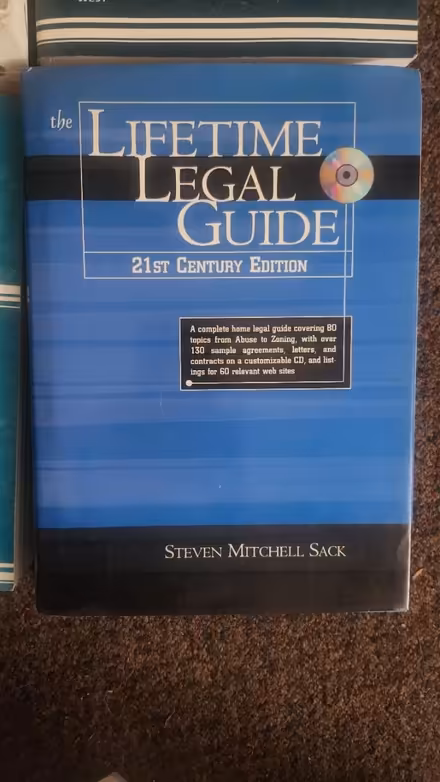 the LIFETIME
LEGAL
GUIDE
21ST CENTURY EDITION
A complete home legal guide covering 80
topics from Abuse to Zoning, with over
130 sample agreements, letters, and
contracts on a customizable CD, and list-
ings for 60 relevant web sites
STEVEN MITCHELL SACK